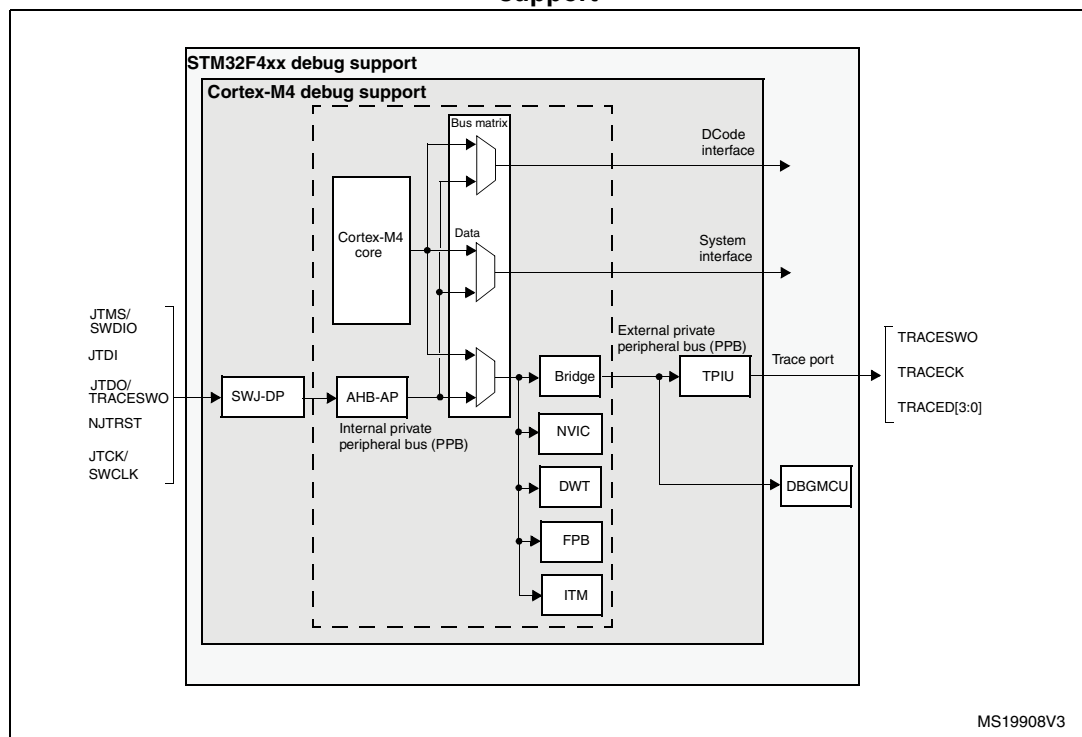 support
STM32F4xx debug support
Cortex-M4 debug support
Bus matrix
DCode
interface
Cortex-M4
core
Data
System
interface
JTMS/
SWDIO
JTDI
JTDO/
TRACESWO
NJTRST
JTCK/
SWCLK
SWJ-DP
AHB-AP
Internal private
peripheral bus (PPB)
External private
peripheral bus (PPB)
Bridge
TPIU
Trace port
TRACESWO
TRACECK
TRACED[3:0]
NVIC
DWT
FPB
ITM
DBGMCU
MS19908V3